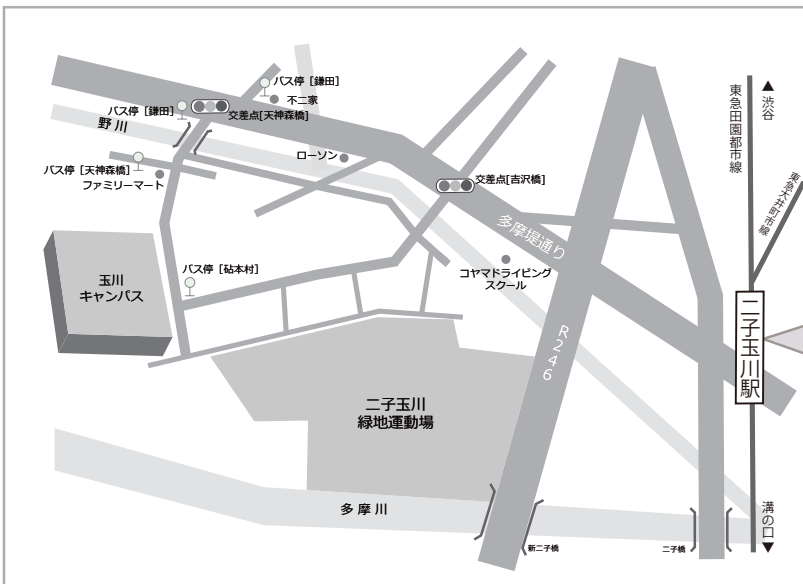 バス停［鎌田］
不二家
バス停［鎌田］
交差点[天神森橋]
野川
ローソン
バス停［天神森橋］
ファミリーマート
交差点[吉沢橋]
多摩堤通り
コヤマドライビング
スクール
玉川
キャンパス
バス停［砧本村］
R246
二子玉川
緑地運動場
多摩川
新二子橋
二子橋
東急田園都市線
▲渋谷
東急大井町市線
二子玉川駅
溝の口▼